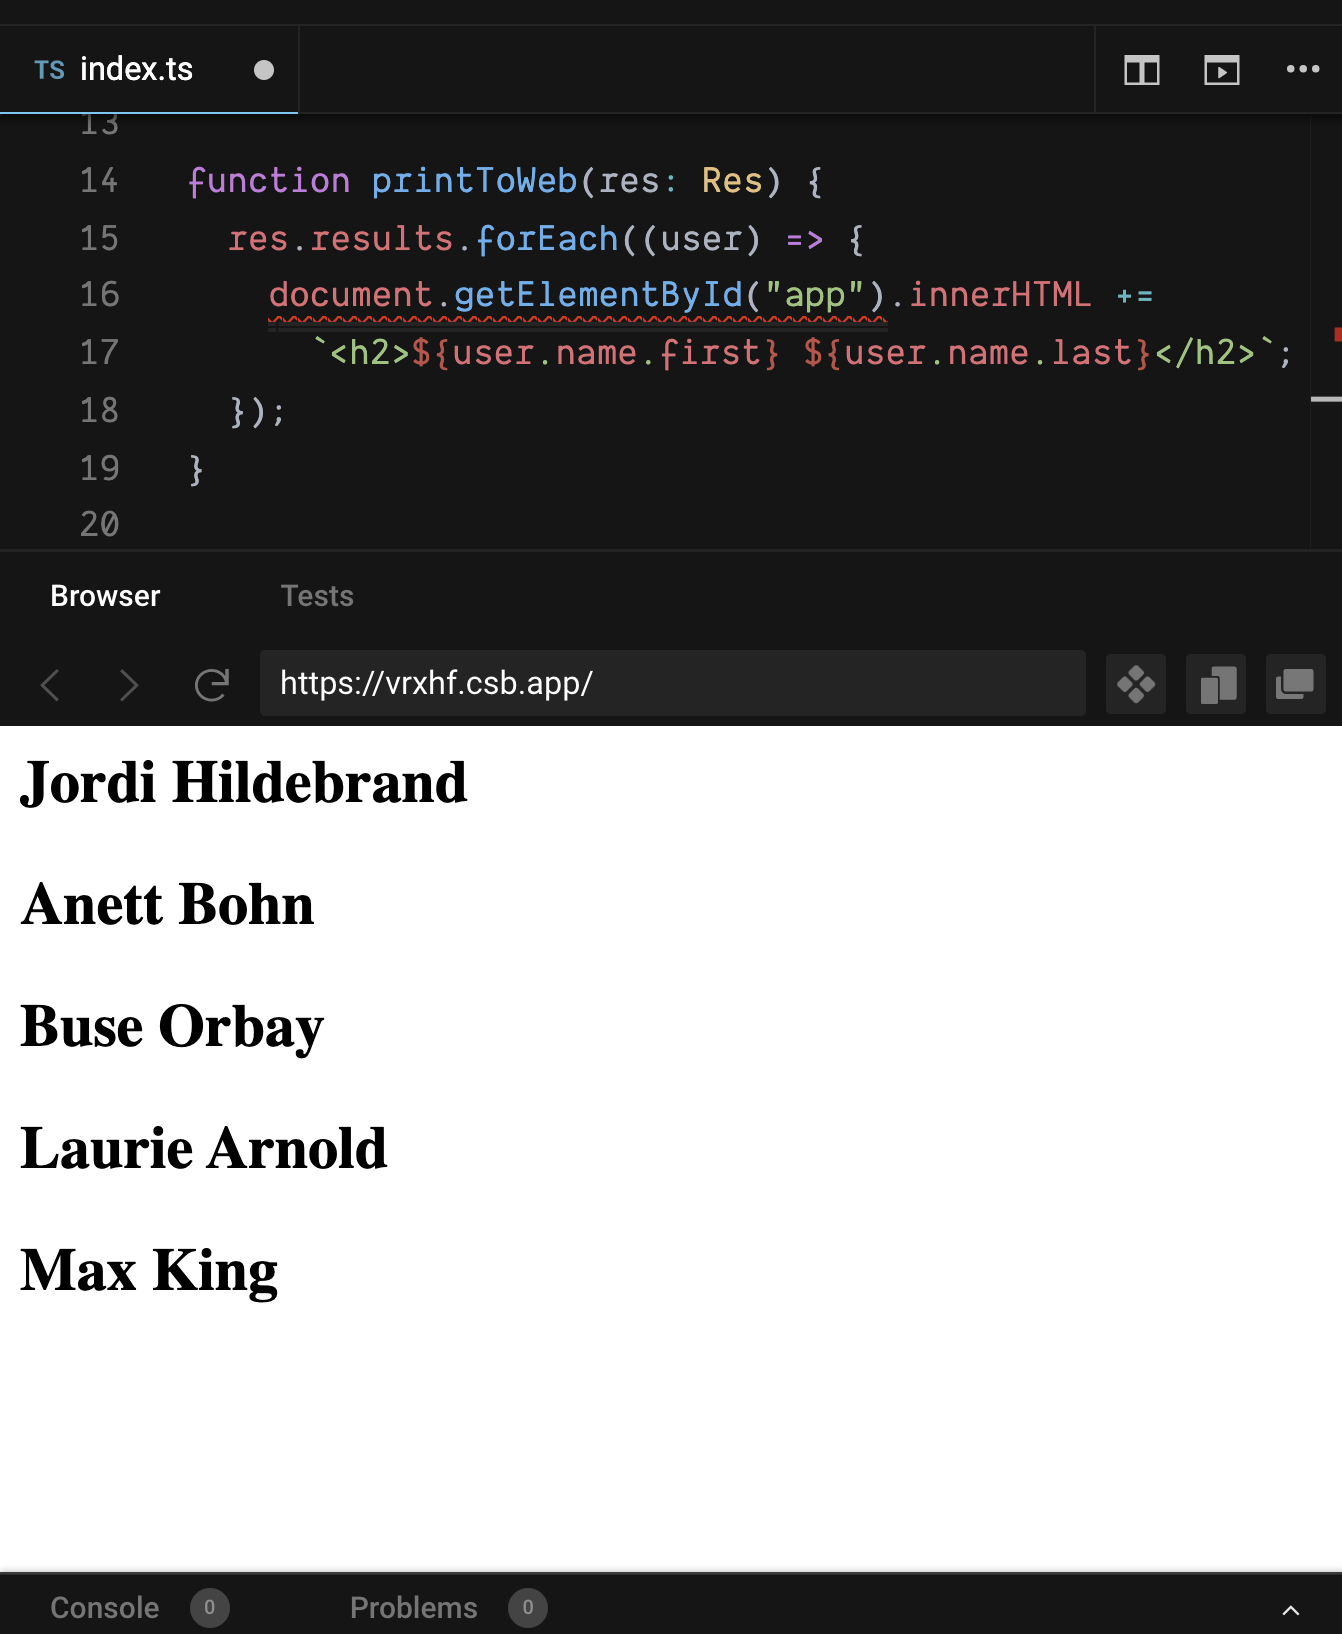 TS index.ts
13
14 function printToWeb(res: Res) {
15 res.results.forEach((user) => {
16 document.getElementById("app").innerHTML +=
17 `<h2>${user.name.first} ${user.name.last}</h2>`;
18 });
19 }
20
Browser Tests
https://vrxhf.csb.app/
Jordi Hildebrand
Anett Bohn
Buse Orbay
Laurie Arnold
Max King
Console 0 Problems 0